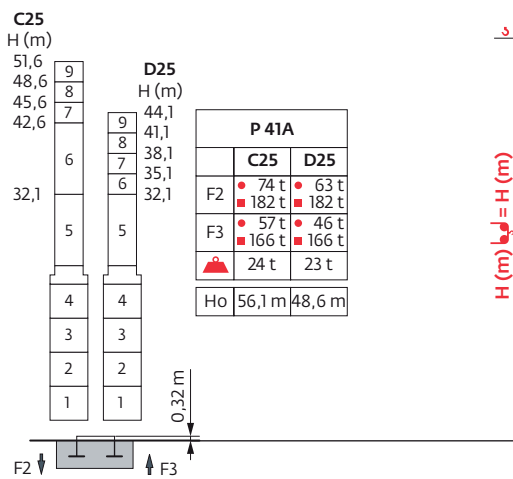 C25
H (m)
51,6
48,6
45,6
42,6
32,1
9
8
7
6
5
4
3
2
1
D25
H (m)
44,1
41,1
38,1
35,1
32,1
9
8
7
6
5
4
3
2
1
P 41A
C25 D25
F2 ● 74 t ● 63 t
■ 182 t ■ 182 t
F3 ● 57 t ● 46 t
■ 166 t ■ 166 t
24 t 23 t
Ho 56,1 m 48,6 m
0,32 m
F2
F3
H (m)
= H (m)